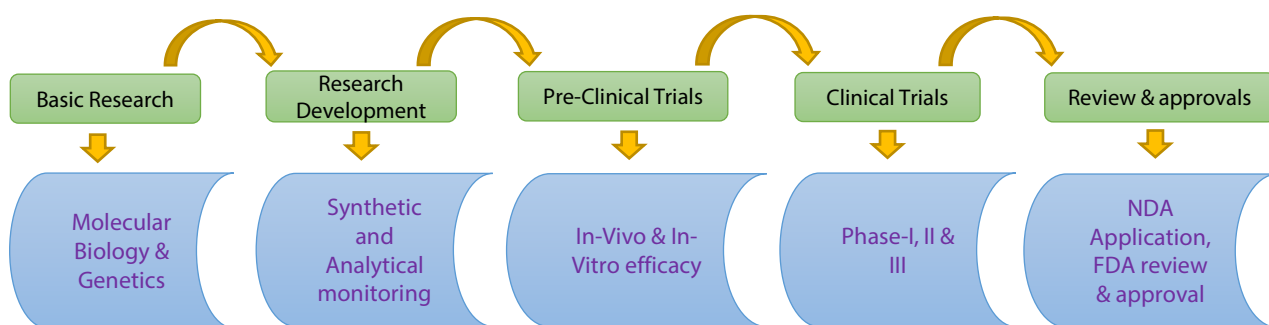 Basic Research
Research
Development
Pre-Clinical Trials
Clinical Trials
Review & approvals
Molecular
Biology &
Genetics
Synthetic
and
Analytical
monitoring
In-Vivo & In-
Vitro efficacy
Phase-I, II &
III
NDA
Application,
FDA review
& approval